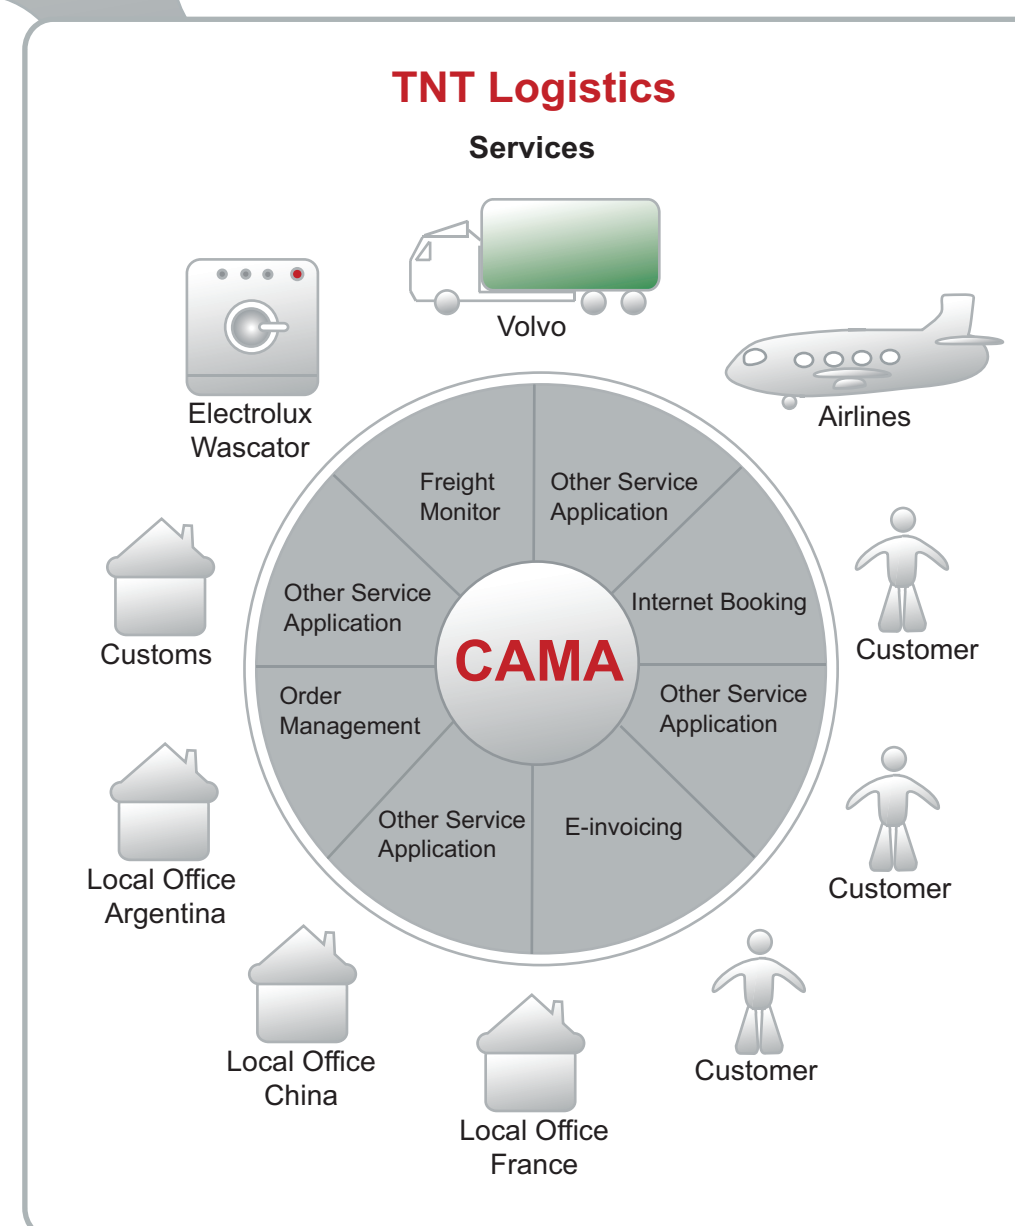 TNT Logistics
Services
Volvo
Electrolux
Wascator
Airlines
Freight
Monitor
Other Service
Application
Other Service
Application
Internet Booking
CAMA
Customs
Customer
Order
Management
Other Service
Application
Other Service
Application
E-invoicing
Local Office
Argentina
Customer
Local Office
China
Customer
Local Office
France